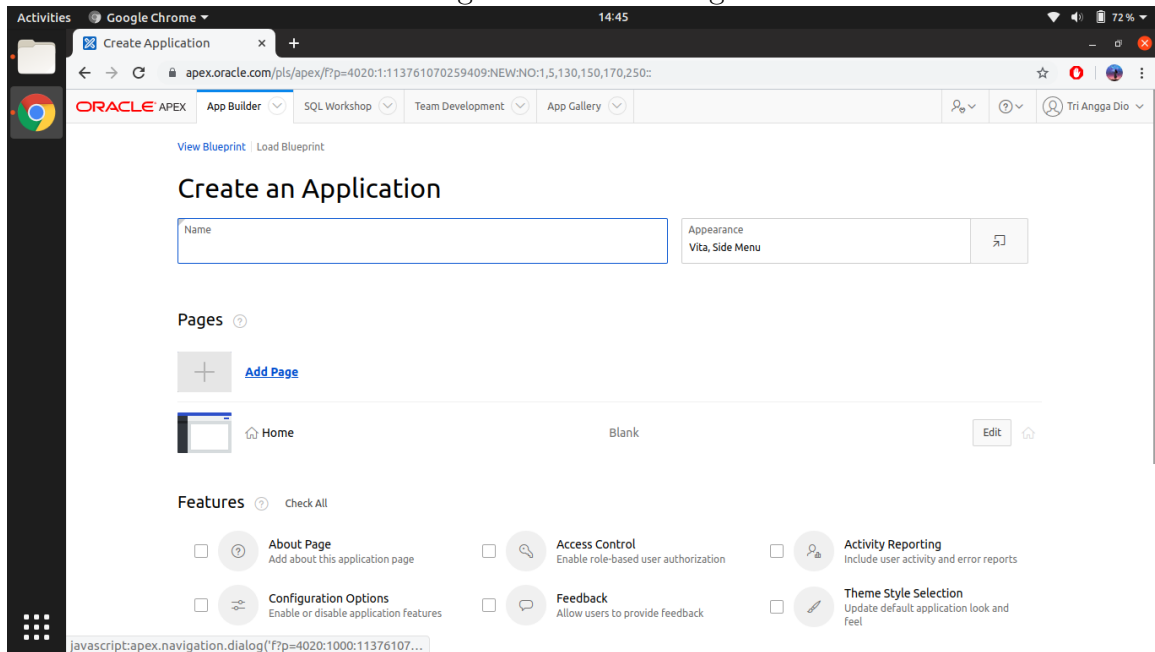 Activities Google Chrome 14:45 72 %
Create Application
apex.oracle.com/pls/apex/f?p=4020:1:113761070259409:NEW:NO:1,5,130,150,170,250::
ORACLE APEX App Builder SQL Workshop Team Development App Gallery Tri Angga Dio
View Blueprint Load Blueprint
Create an Application
Name
Appearance
Vita, Side Menu
Pages
Add Page
Home Blank Edit
Features Check All
About Page
Add about this application page
Access Control
Enable role-based user authorization
Activity Reporting
Include user activity and error reports
Configuration Options
Enable or disable application features
Feedback
Allow users to provide feedback
Theme Style Selection
Update default application look and
feel
javascript:apex.navigation.dialog('f?p=4020:1000:11376107...